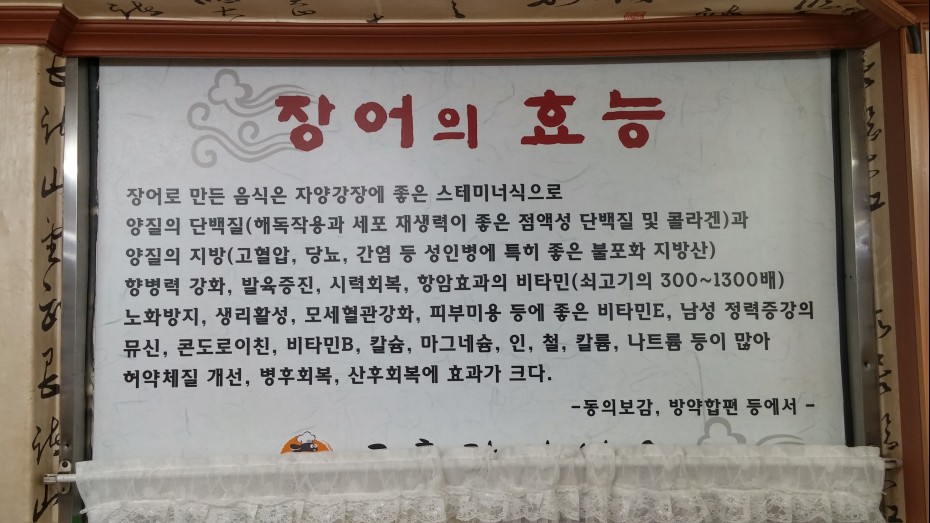 장어의 효능
장어로 만든 음식은 자양강장에 좋은 스테미너식으로
양질의 단백질(해독작용과 세포 재생력이 좋은 점액성 단백질 및 콜라겐)과
양질의 지방(고혈압, 당뇨, 간염 등 성인병에 특히 좋은 불포화 지방산)
향병력 강화, 발육증진, 시력회복, 항암효과의 비타민(쇠고기의 300~1300배)
노화방지, 생리활성, 모세혈관강화, 피부미용 등에 좋은 비타민E, 남성 정력증강의
뮤신, 콘도로이친, 비타민B, 칼슘, 마그네슘, 인, 철, 칼륨, 나트륨 등이 많아
허약체질 개선, 병후회복, 산후회복에 효과가 크다.
-동의보감, 방약합편 등에서 -